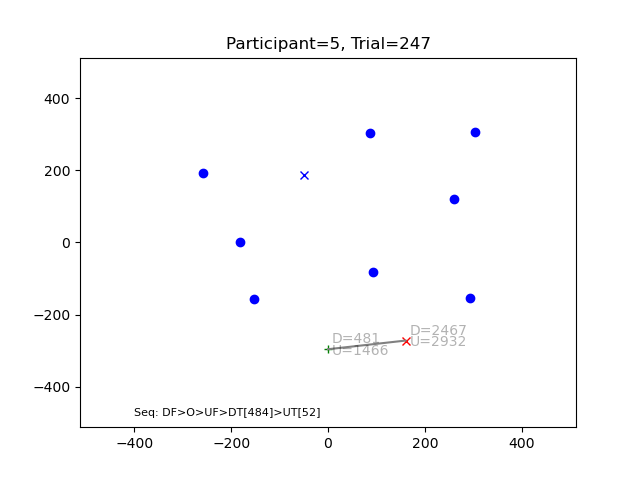 Participant=5, Trial=247
400
200
0
−200
−400
D=481
U=1466
D=2467
U=2932
Seq: DF>O>UF>DT[484]>UT[52]
−400
−200
0
200
400